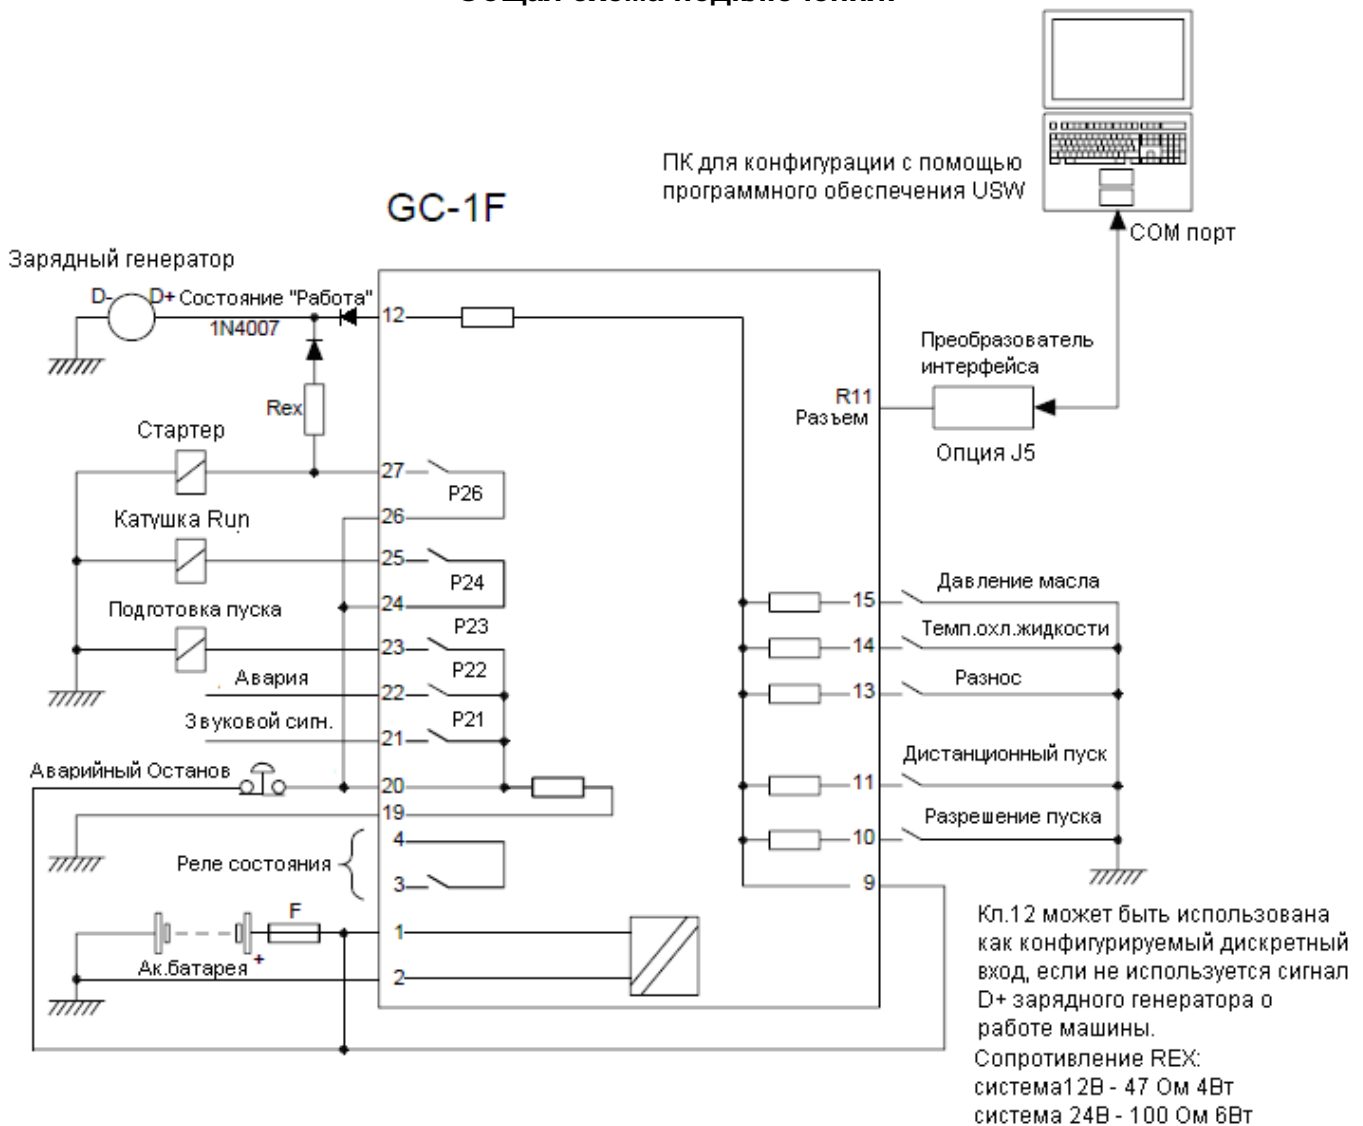 Общая схема подключений
ПК для конфигурации с помощью
программного обеспечения USW
GC-1F
COM порт
Зарядный генератор
D-
D+
Состояние "Работа"
1N4007
12
Преобразователь
интерфейса
R11
Разъем
Опция J5
Rex
Стартер
27
P26
26
Катушка Run
25
P24
24
Подготовка пуска
P23
23
Авария
P22
22
Звуковой сигн.
P21
21
Аварийный Останов
20
19
4
Реле состояния
3
F
1
Ак.батарея
+
2
Давление масла
15
Темп.охл.жидкости
14
Разнос
13
Дистанционный пуск
11
Разрешение пуска
10
9
Кл.12 может быть использована
как конфигурируемый дискретный
вход, если не используется сигнал
D+ зарядного генератора о
работе машины.
Сопротивление REX:
система12В - 47 Ом 4Вт
система 24В - 100 Ом 6Вт